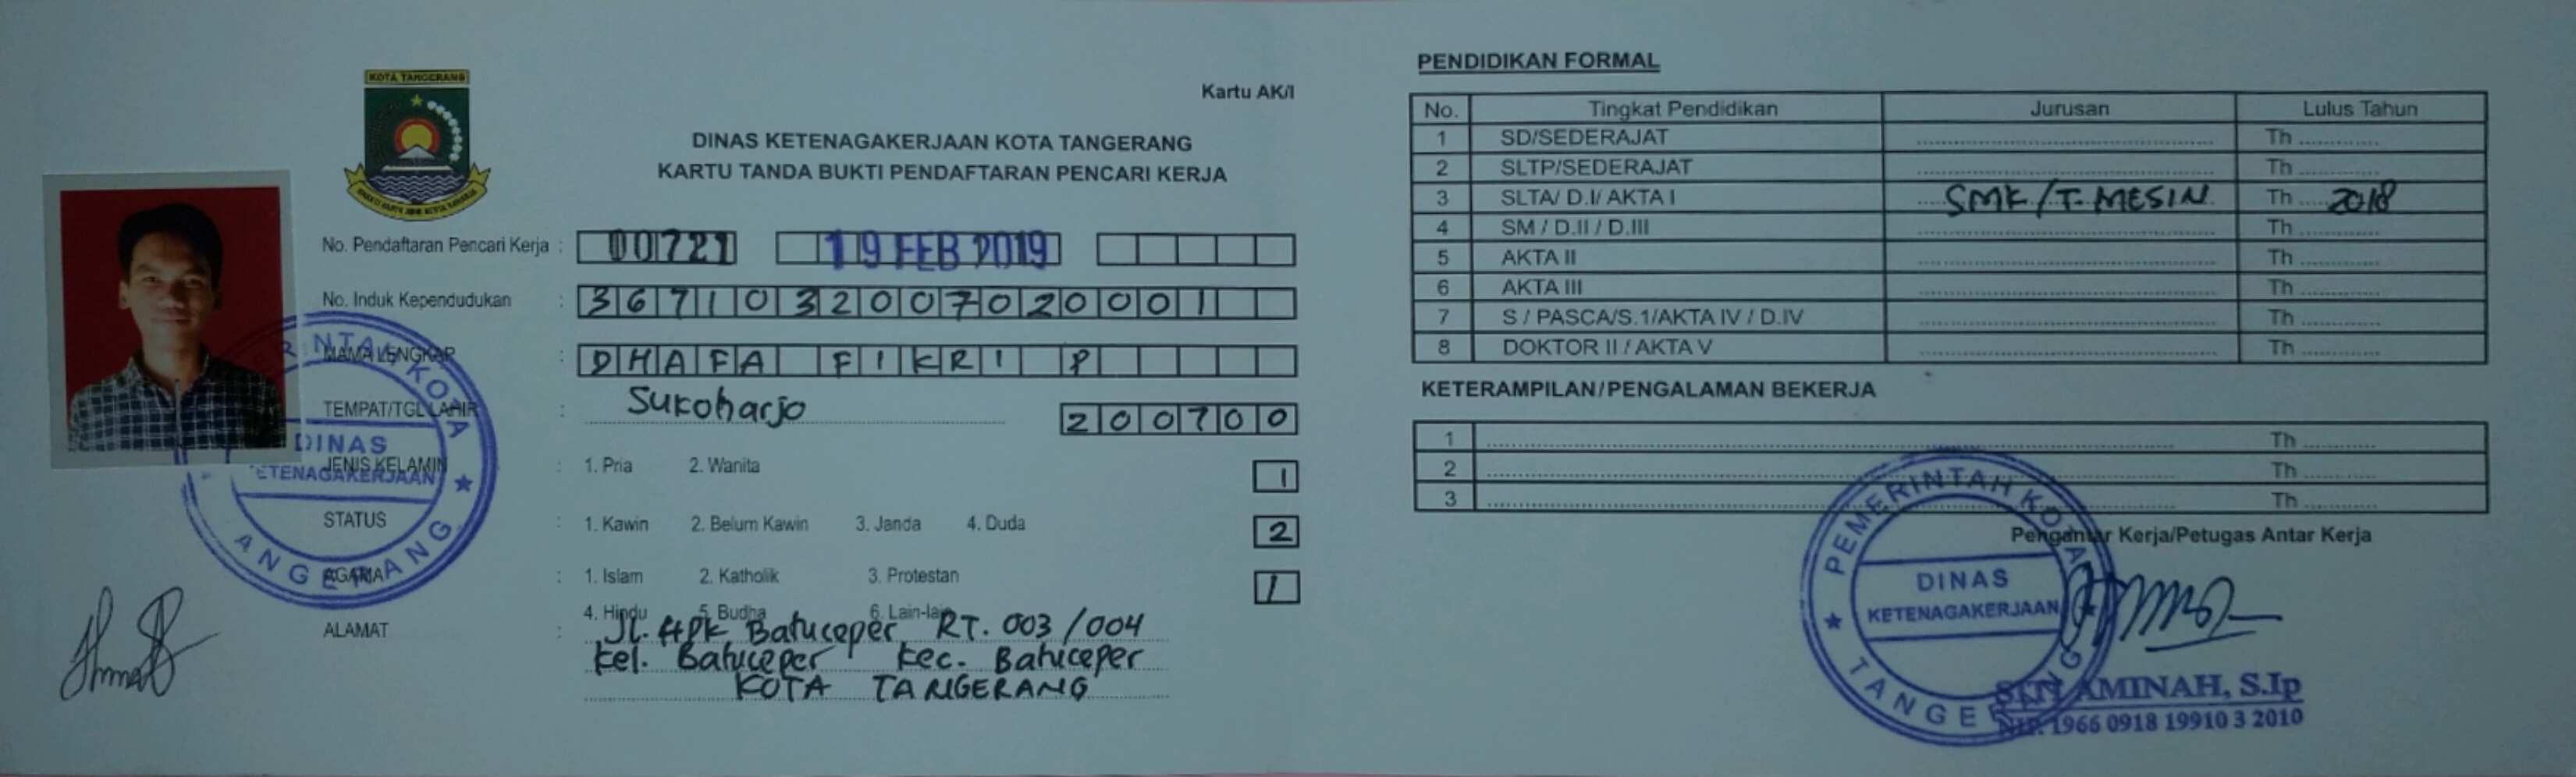 KOTA TANGERANG
Kartu AK/I
DINAS KETENAGAKERJAAN KOTA TANGERANG
KARTU TANDA BUKTI PENDAFTARAN PENCARI KERJA
No. Pendaftaran Pencari Kerja : 00721 19 FEB 2019
No. Induk Kependudukan : 3671032007020001
NAMA LENGKAP : DHAFA FIKRI P
TEMPAT/TGL LAHIR : Sukoharjo 200700
JENIS KELAMIN : 1. Pria 2. Wanita 1
STATUS : 1. Kawin 2. Belum Kawin 3. Janda 4. Duda 2
AGAMA : 1. Islam 2. Katholik 3. Protestan 1
4. Hindu 5. Budha 6. Lain-lain
ALAMAT : Jl. Batuceper RT. 003/004
Kel. Batuceper Kec. Batuceper
KOTA TANGERANG
DINAS
KETENAGAKERJAAN
PENDIDIKAN FORMAL
No. Tingkat Pendidikan Jurusan Lulus Tahun
1 SD/SEDERAJAT Th
2 SLTP/SEDERAJAT Th
3 SLTA/ D.I/ AKTA I SMK/T. MESIN Th 2018
4 SM / D.II / D.III Th
5 AKTA II Th
6 AKTA III Th
7 S / PASCA/S.1/AKTA IV / D.IV Th
8 DOKTOR II / AKTA V Th
KETERAMPILAN/PENGALAMAN BEKERJA
1 Th
2 Th
3 Th
Pengantar Kerja/Petugas Antar Kerja
PEMERINTAH KOTA
DINAS
KETENAGAKERJAAN
TANGERANG
AMINAH, S.Ip
NIP. 1966 0918 19910 3 2010